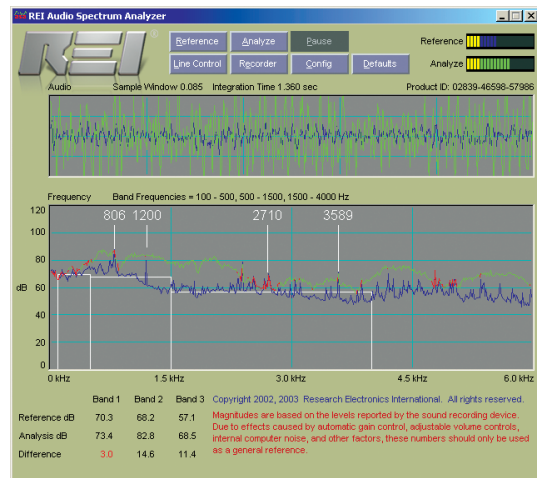 REI Audio Spectrum Analyzer
REI
Reference Analyze Pause Reference
Line Control Recorder Config Defaults Analyze
Audio Sample Window 0.085 Integration Time 1.360 sec Product ID: 02839-46598-57986
Frequency Band Frequencies = 100 - 500, 500 - 1500, 1500 - 4000 Hz
120
806 1200 2710 3589
100
80
dB 60
40
20
0
0 kHz 1.5 kHz 3.0 kHz 4.5 kHz 6.0 kHz
Band 1 Band 2 Band 3
Reference dB 70.3 68.2 57.1
Analysis dB 73.4 82.8 68.5
Difference 3.0 14.6 11.4
Copyright 2002, 2003 Research Electronics International. All rights reserved.
Magnitudes are based on the levels reported by the sound recording device.
Due to effects caused by automatic gain control, adjustable volume controls,
internal computer noise, and other factors, these numbers should only be used
as a general reference.